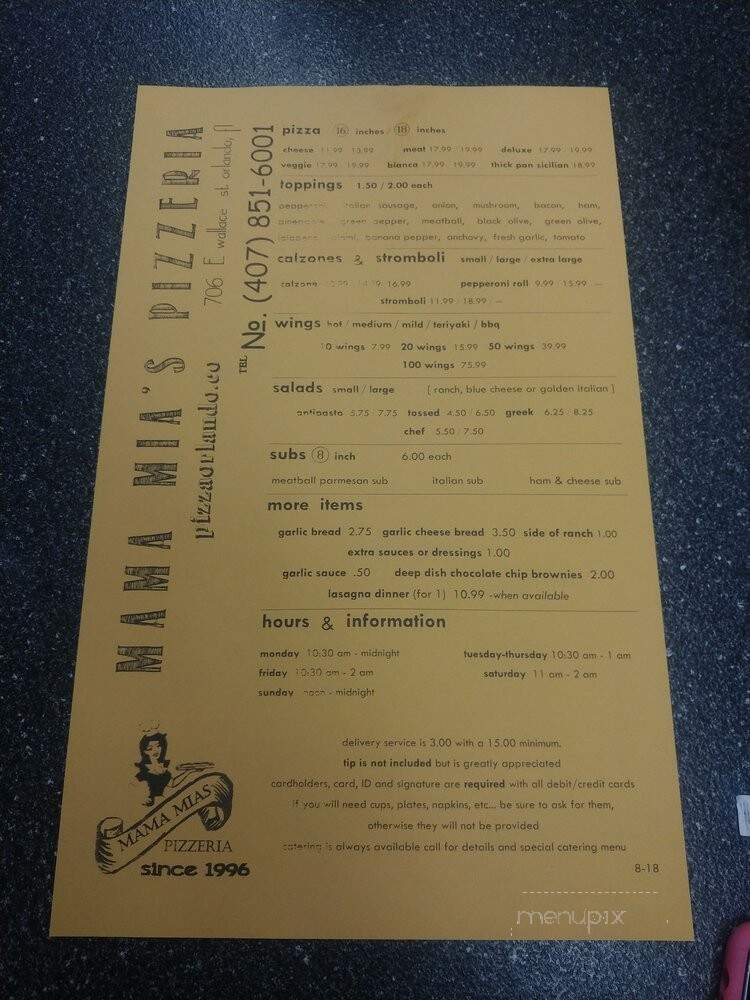 MAMA MIA'S PIZZERIA
706 E. wallace st. orlando, fl
pizzaorlando.co
TEL No. (407) 851-6001
pizza 16 inches / 18 inches
cheese 11.99 13.99 meat 17.99 19.99 deluxe 17.99 19.99
veggie 17.99 19.99 bianca 17.99 19.99 thick pan sicilian 18.99
toppings 1.50 / 2.00 each
pepperoni, italian sausage, onion, mushroom, bacon, ham,
pineapple, green pepper, meatball, black olive, green olive,
jalapeno, salami, banana pepper, anchovy, fresh garlic, tomato
calzones & stromboli small / large / extra large
calzone 16.99 pepperoni roll 9.99 15.99 —
stromboli 11.99 / 18.99 / —
wings hot / medium / mild / teriyaki / bbq
10 wings 7.99 20 wings 15.99 50 wings 39.99
100 wings 75.99
salads small / large ( ranch, blue cheese or golden italian )
antipasto 5.75 / 7.75 tossed 4.50 / 6.50 greek 6.25 / 8.25
chef 5.50 / 7.50
subs 8 inch 6.00 each
meatball parmesan sub italian sub ham & cheese sub
more items
garlic bread 2.75 garlic cheese bread 3.50 side of ranch 1.00
extra sauces or dressings 1.00
garlic sauce .50 deep dish chocolate chip brownies 2.00
lasagna dinner (for 1) 10.99 -when available
hours & information
monday 10:30 am - midnight tuesday-thursday 10:30 am - 1 am
friday 10:30 am - 2 am saturday 11 am - 2 am
sunday noon - midnight
delivery service is 3.00 with a 15.00 minimum.
tip is not included but is greatly appreciated
cardholders, card, ID and signature are required with all debit/credit cards
if you will need cups, plates, napkins, etc... be sure to ask for them,
otherwise they will not be provided
catering is always available call for details and special catering menu
MAMA MIAS
PIZZERIA
since 1996
8-18
menupix